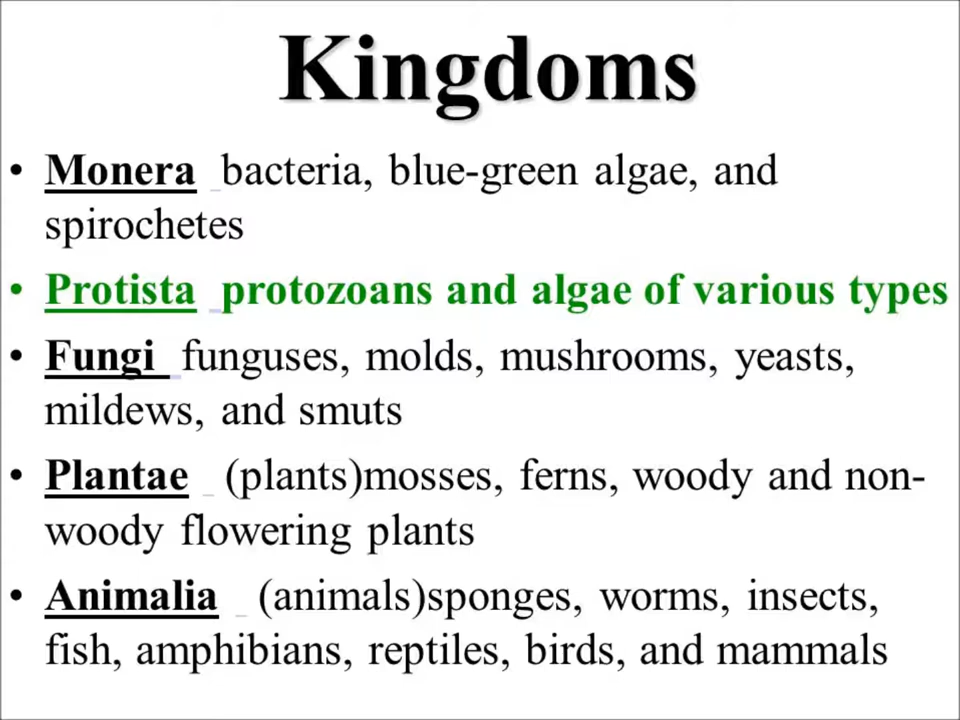 Kingdoms
• Monera bacteria, blue-green algae, and
spirochetes
• Protista protozoans and algae of various types
• Fungi funguses, molds, mushrooms, yeasts,
mildews, and smuts
• Plantae (plants)mosses, ferns, woody and non-
woody flowering plants
• Animalia (animals)sponges, worms, insects,
fish, amphibians, reptiles, birds, and mammals